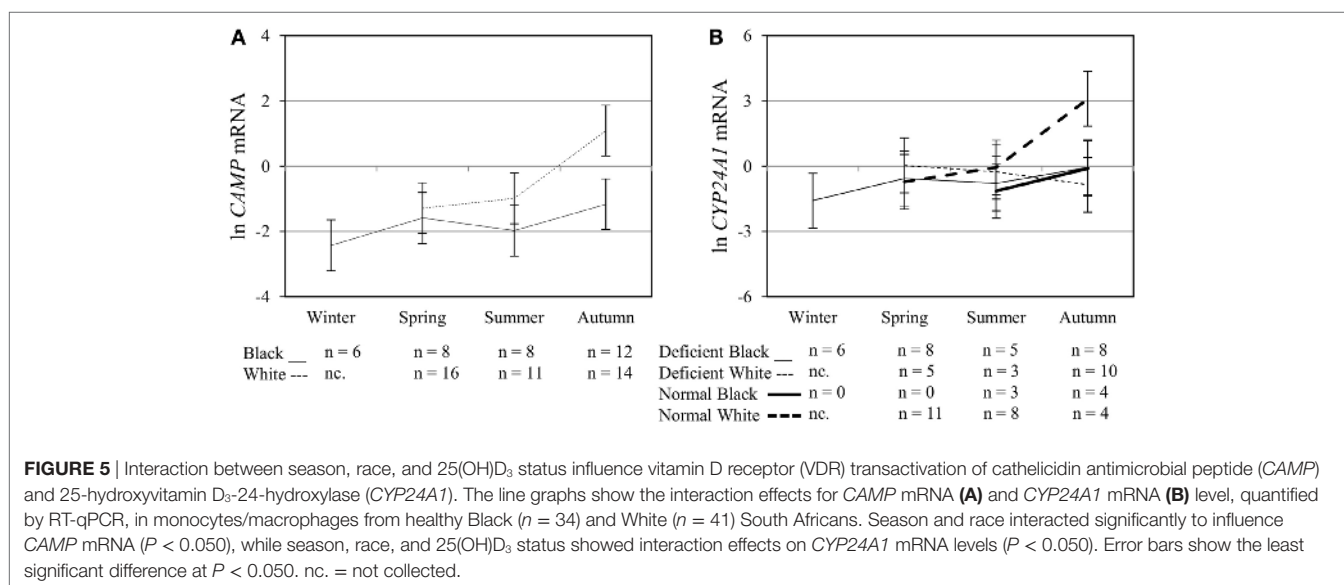 A
B
4
2
0
-2
-4
ln CAMP mRNA
Winter Spring Summer Autumn
Black __ n = 6 n = 8 n = 8 n = 12
White --- nc. n = 16 n = 11 n = 14
6
3
0
-3
-6
ln CYP24A1 mRNA
Winter Spring Summer Autumn
Deficient Black __ n = 6 n = 8 n = 5 n = 8
Deficient White --- nc. n = 5 n = 3 n = 10
Normal Black — n = 0 n = 0 n = 3 n = 4
Normal White --- nc. n = 11 n = 8 n = 4
FIGURE 5 | Interaction between season, race, and 25(OH)D₃ status influence vitamin D receptor (VDR) transactivation of cathelicidin antimicrobial peptide (CAMP)
and 25-hydroxyvitamin D₃-24-hydroxylase (CYP24A1). The line graphs show the interaction effects for CAMP mRNA (A) and CYP24A1 mRNA (B) level, quantified
by RT-qPCR, in monocytes/macrophages from healthy Black (n = 34) and White (n = 41) South Africans. Season and race interacted significantly to influence
CAMP mRNA (P < 0.050), while season, race, and 25(OH)D₃ status showed interaction effects on CYP24A1 mRNA levels (P < 0.050). Error bars show the least
significant difference at P < 0.050. nc. = not collected.